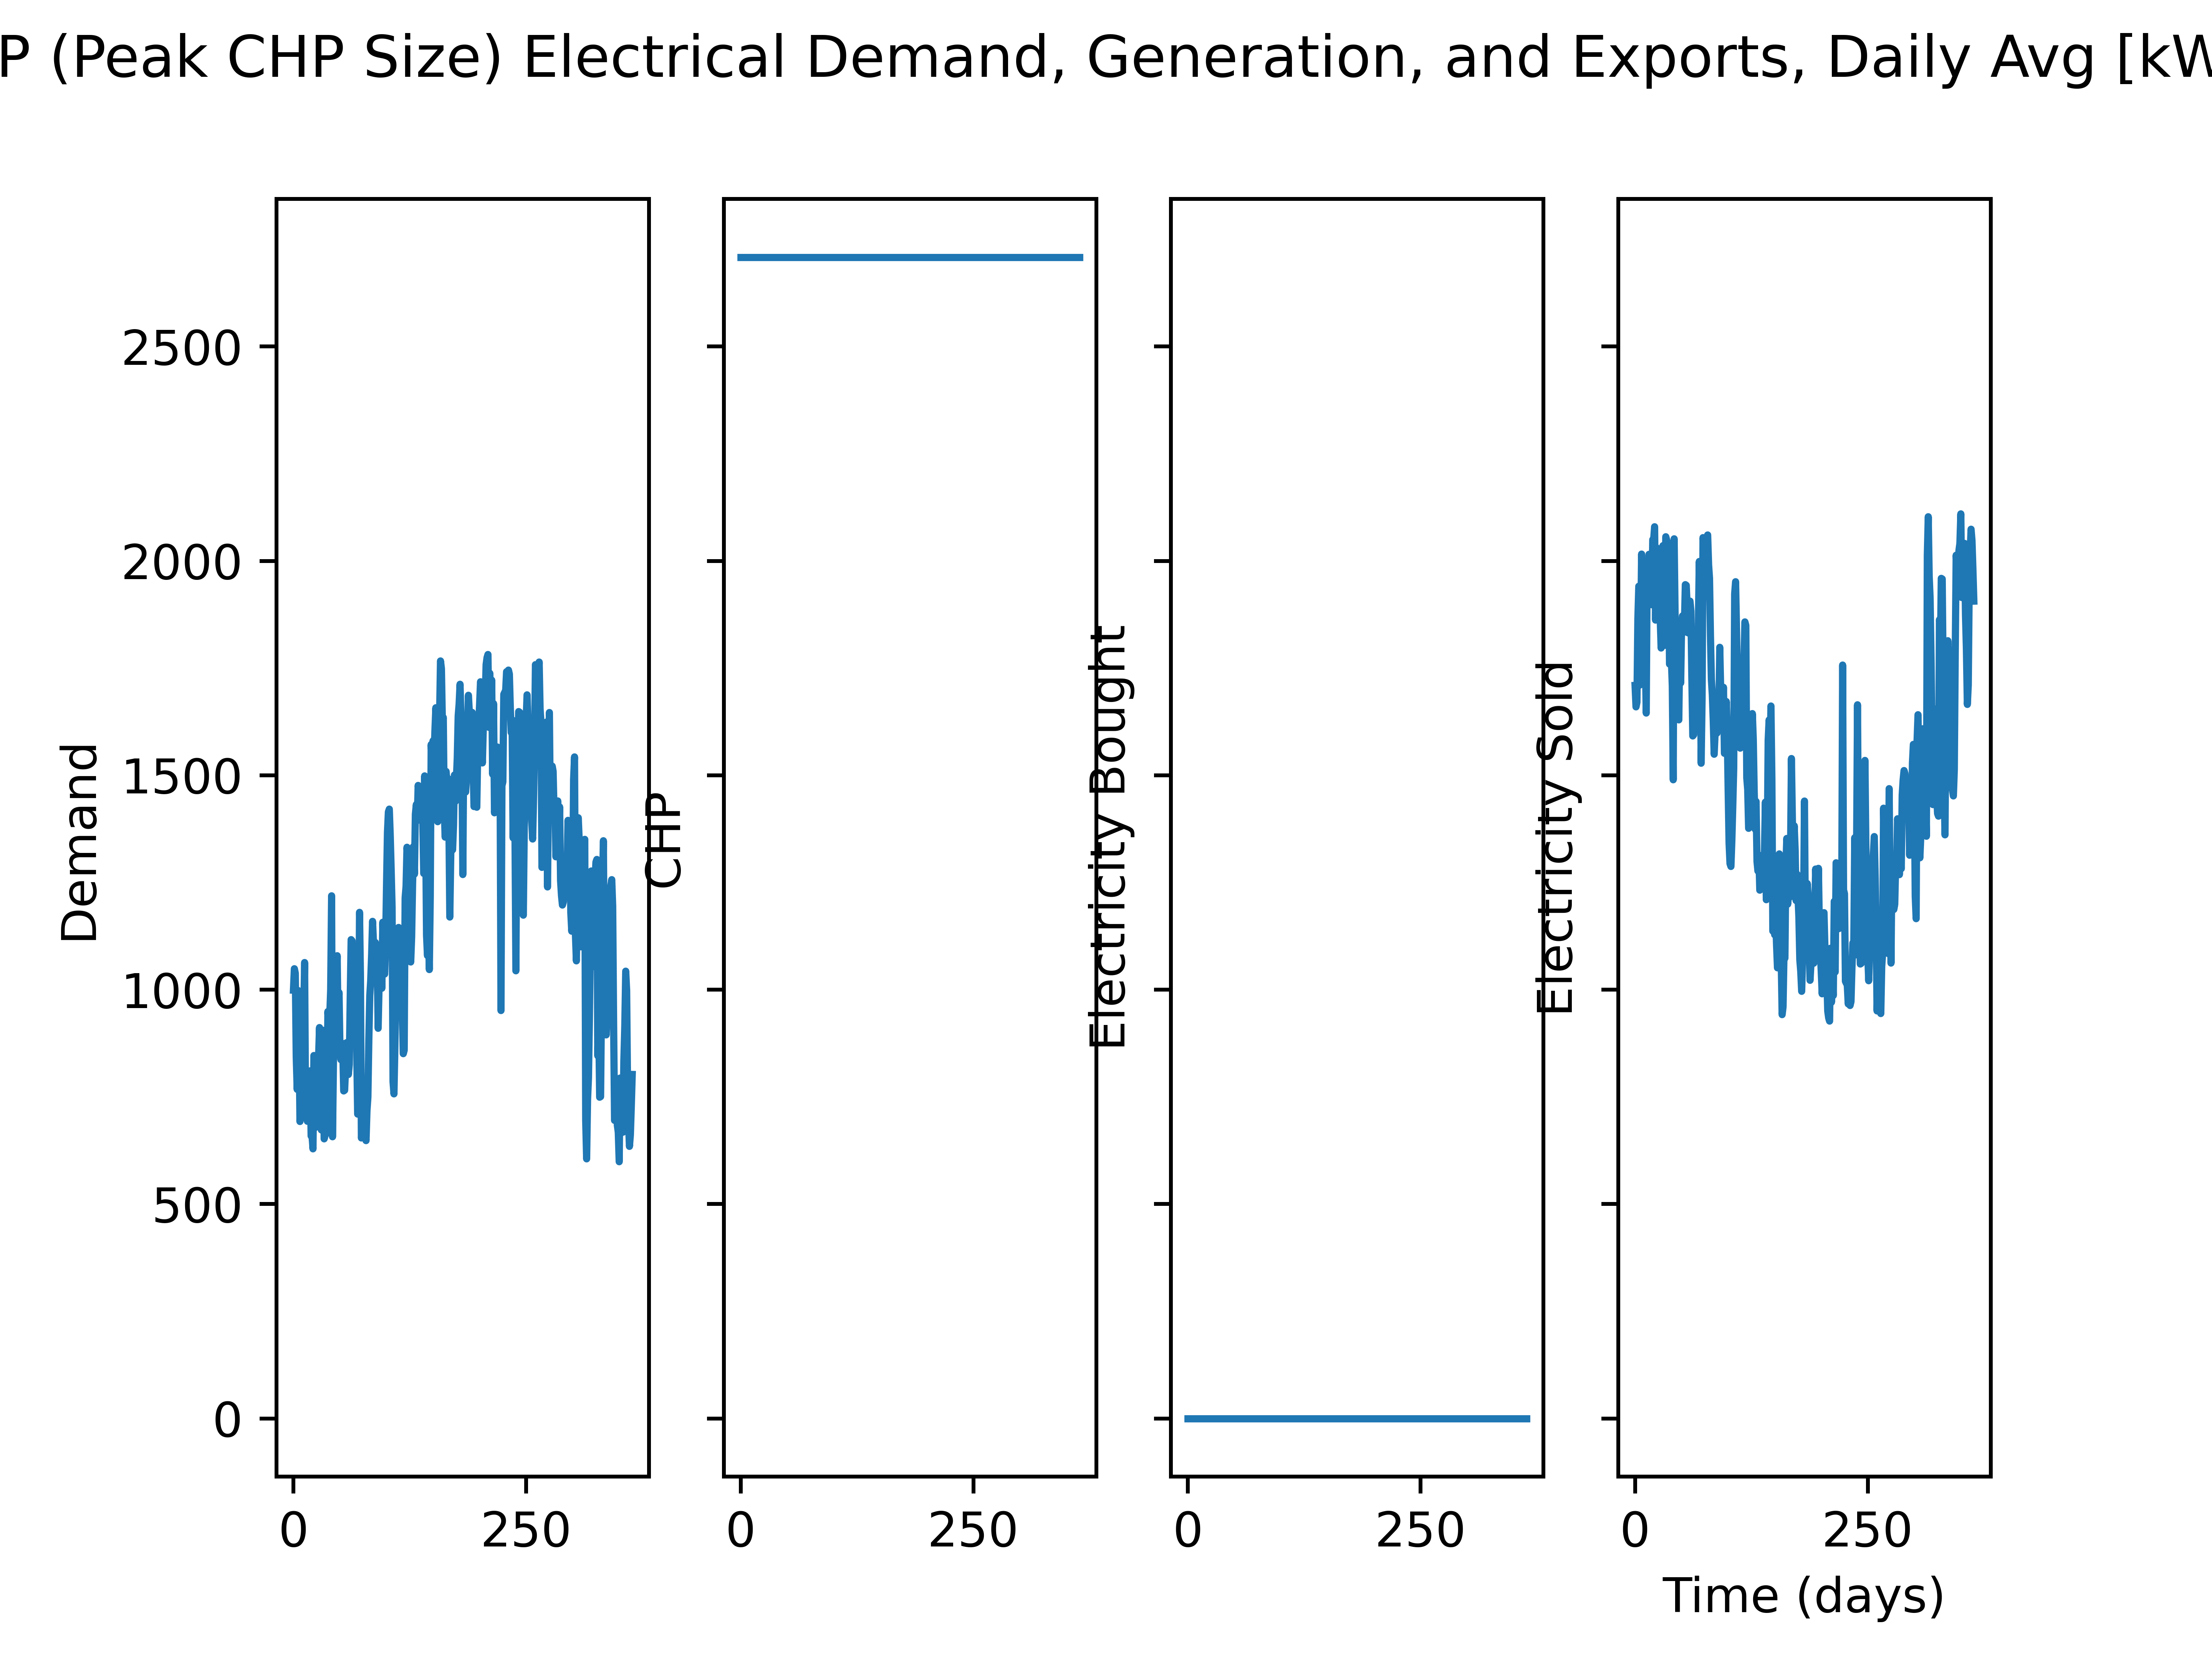 P (Peak CHP Size) Electrical Demand, Generation, and Exports, Daily Avg [kW
Demand
2500
2000
1500
1000
500
0
0 250
CHP
0 250
Electricity Bought
0 250
Electricity Sold
0 250
Time (days)